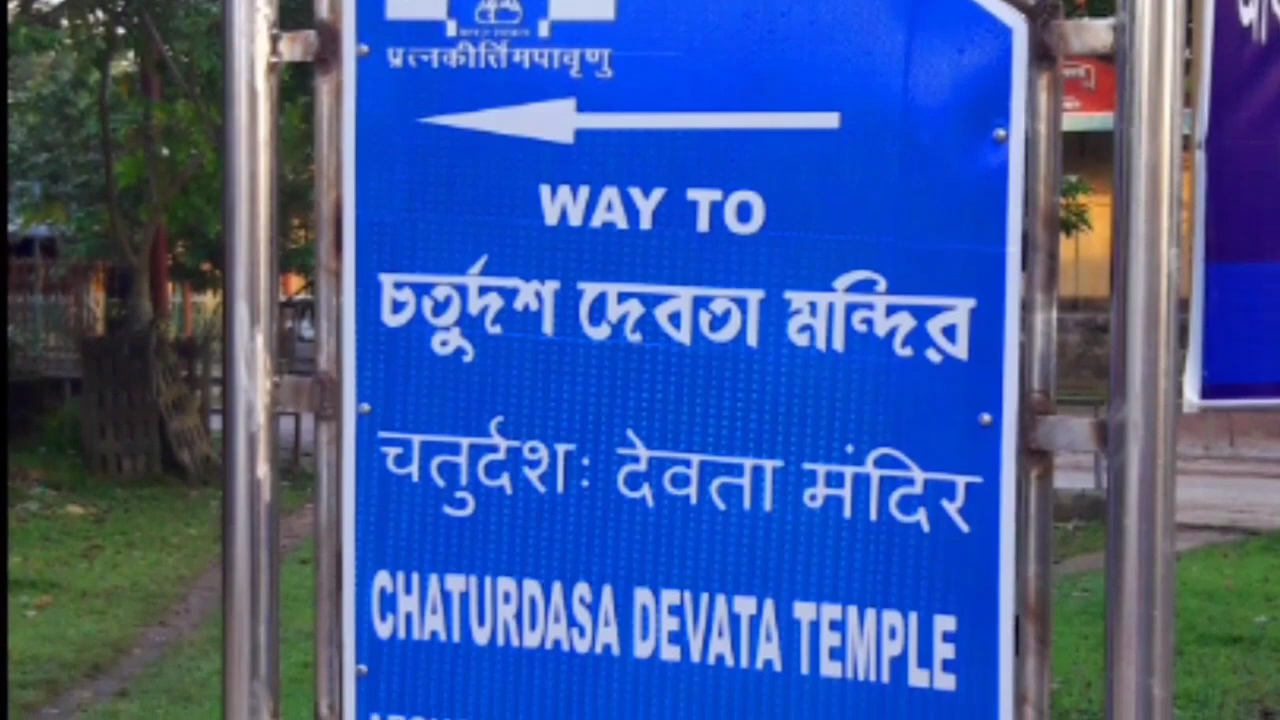 प्रत्नकीर्तिमपावृणु
WAY TO
চতুর্দশ দেবতা মন্দির
चतुर्दशः देवता मंदिर
CHATURDASA DEVATA TEMPLE